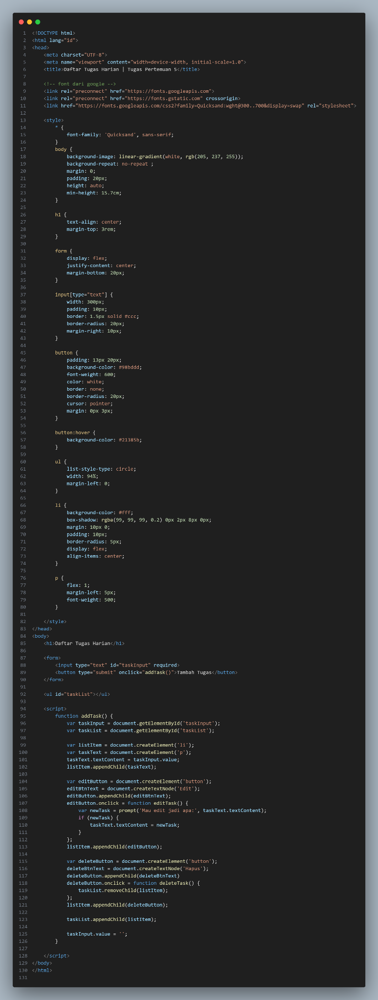 1 <!DOCTYPE html>
2 <html lang="id">
3 <head>
4     <meta charset="UTF-8">
5     <meta name="viewport" content="width=device-width, initial-scale=1.0">
6     <title>Daftar Tugas Harian | Tugas Pertemuan 5</title>
7
8     <!-- font dari google -->
9     <link rel="preconnect" href="https://fonts.googleapis.com">
10     <link rel="preconnect" href="https://fonts.gstatic.com" crossorigin>
11     <link href="https://fonts.googleapis.com/css2?family=Quicksand:wght@300..700&display=swap" rel="stylesheet">
12
13     <style>
14         * {
15             font-family: 'Quicksand', sans-serif;
16         }
17         body {
18             background-image: linear-gradient(white, rgb(205, 237, 255));
19             background-repeat: no-repeat ;
20             margin: 0;
21             padding: 20px;
22             height: auto;
23             min-height: 15.7cm;
24         }
25
26         h1 {
27             text-align: center;
28             margin-top: 3rem;
29         }
30
31         form {
32             display: flex;
33             justify-content: center;
34             margin-bottom: 20px;
35         }
36
37         input[type="text"] {
38             width: 300px;
39             padding: 10px;
40             border: 1.5px solid #ccc;
41             border-radius: 20px;
42             margin-right: 10px;
43         }
44
45         button {
46             padding: 13px 20px;
47             background-color: #98bddd;
48             font-weight: 600;
49             color: white;
50             border: none;
51             border-radius: 20px;
52             cursor: pointer;
53             margin: 0px 3px;
54         }
55
56         button:hover {
57             background-color: #21385b;
58         }
59
60         ul {
61             list-style-type: circle;
62             width: 94%;
63             margin-left: 0;
64         }
65
66         li {
67             background-color: #fff;
68             box-shadow: rgba(99, 99, 99, 0.2) 0px 2px 8px 0px;
69             margin: 10px 0;
70             padding: 10px;
71             border-radius: 5px;
72             display: flex;
73             align-items: center;
74         }
75
76         p {
77             flex: 1;
78             margin-left: 5px;
79             font-weight: 500;
80         }
81
82     </style>
83 </head>
84 <body>
85     <h1>Daftar Tugas Harian</h1>
86
87     <form>
88         <input type="text" id="taskInput" required>
89         <button type="submit" onclick="addTask()">Tambah Tugas</button>
90     </form>
91
92     <ul id="taskList"></ul>
93
94     <script>
95         function addTask() {
96             var taskInput = document.getElementById('taskInput');
97             var taskList = document.getElementById('taskList');
98
99             var listItem = document.createElement('li');
100             var taskText = document.createElement('p');
101             taskText.textContent = taskInput.value;
102             listItem.appendChild(taskText);
103
104             var editButton = document.createElement('button');
105             editBtnText = document.createTextNode('Edit');
106             editButton.appendChild(editBtnText);
107             editButton.onclick = function editTask() {
108                 var newTask = prompt('Mau edit jadi apa:', taskText.textContent);
109                 if (newTask) {
110                     taskText.textContent = newTask;
111                 }
112             };
113             listItem.appendChild(editButton);
114
115             var deleteButton = document.createElement('button');
116             deleteBtnText = document.createTextNode('Hapus');
117             deleteButton.appendChild(deleteBtnText)
118             deleteButton.onclick = function deleteTask() {
119                 taskList.removeChild(listItem);
120             };
121             listItem.appendChild(deleteButton);
122
123             taskList.appendChild(listItem);
124
125             taskInput.value = '';
126         }
127
128     </script>
129 </body>
130 </html>
131